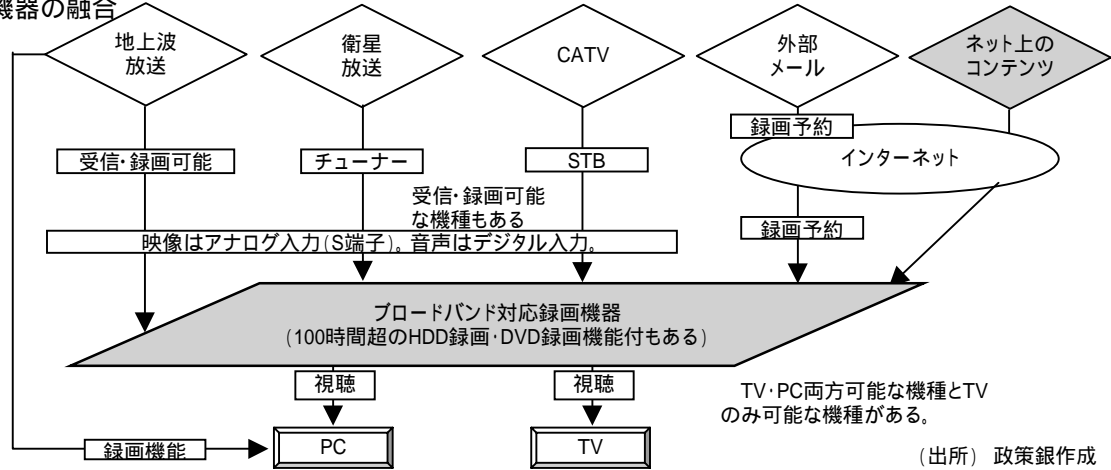 機器の融合
地上波
放送
衛星
放送
CATV
外部
メール
ネット上の
コンテンツ
録画予約
受信・録画可能
チューナー
STB
インターネット
受信・録画可能
な機種もある
録画予約
映像はアナログ入力(S端子)。音声はデジタル入力。
ブロードバンド対応録画機器
(100時間超のHDD録画・DVD録画機能付もある)
視聴
視聴
TV・PC両方可能な機種とTV
のみ可能な機種がある。
録画機能
PC
TV
(出所) 政策銀作成